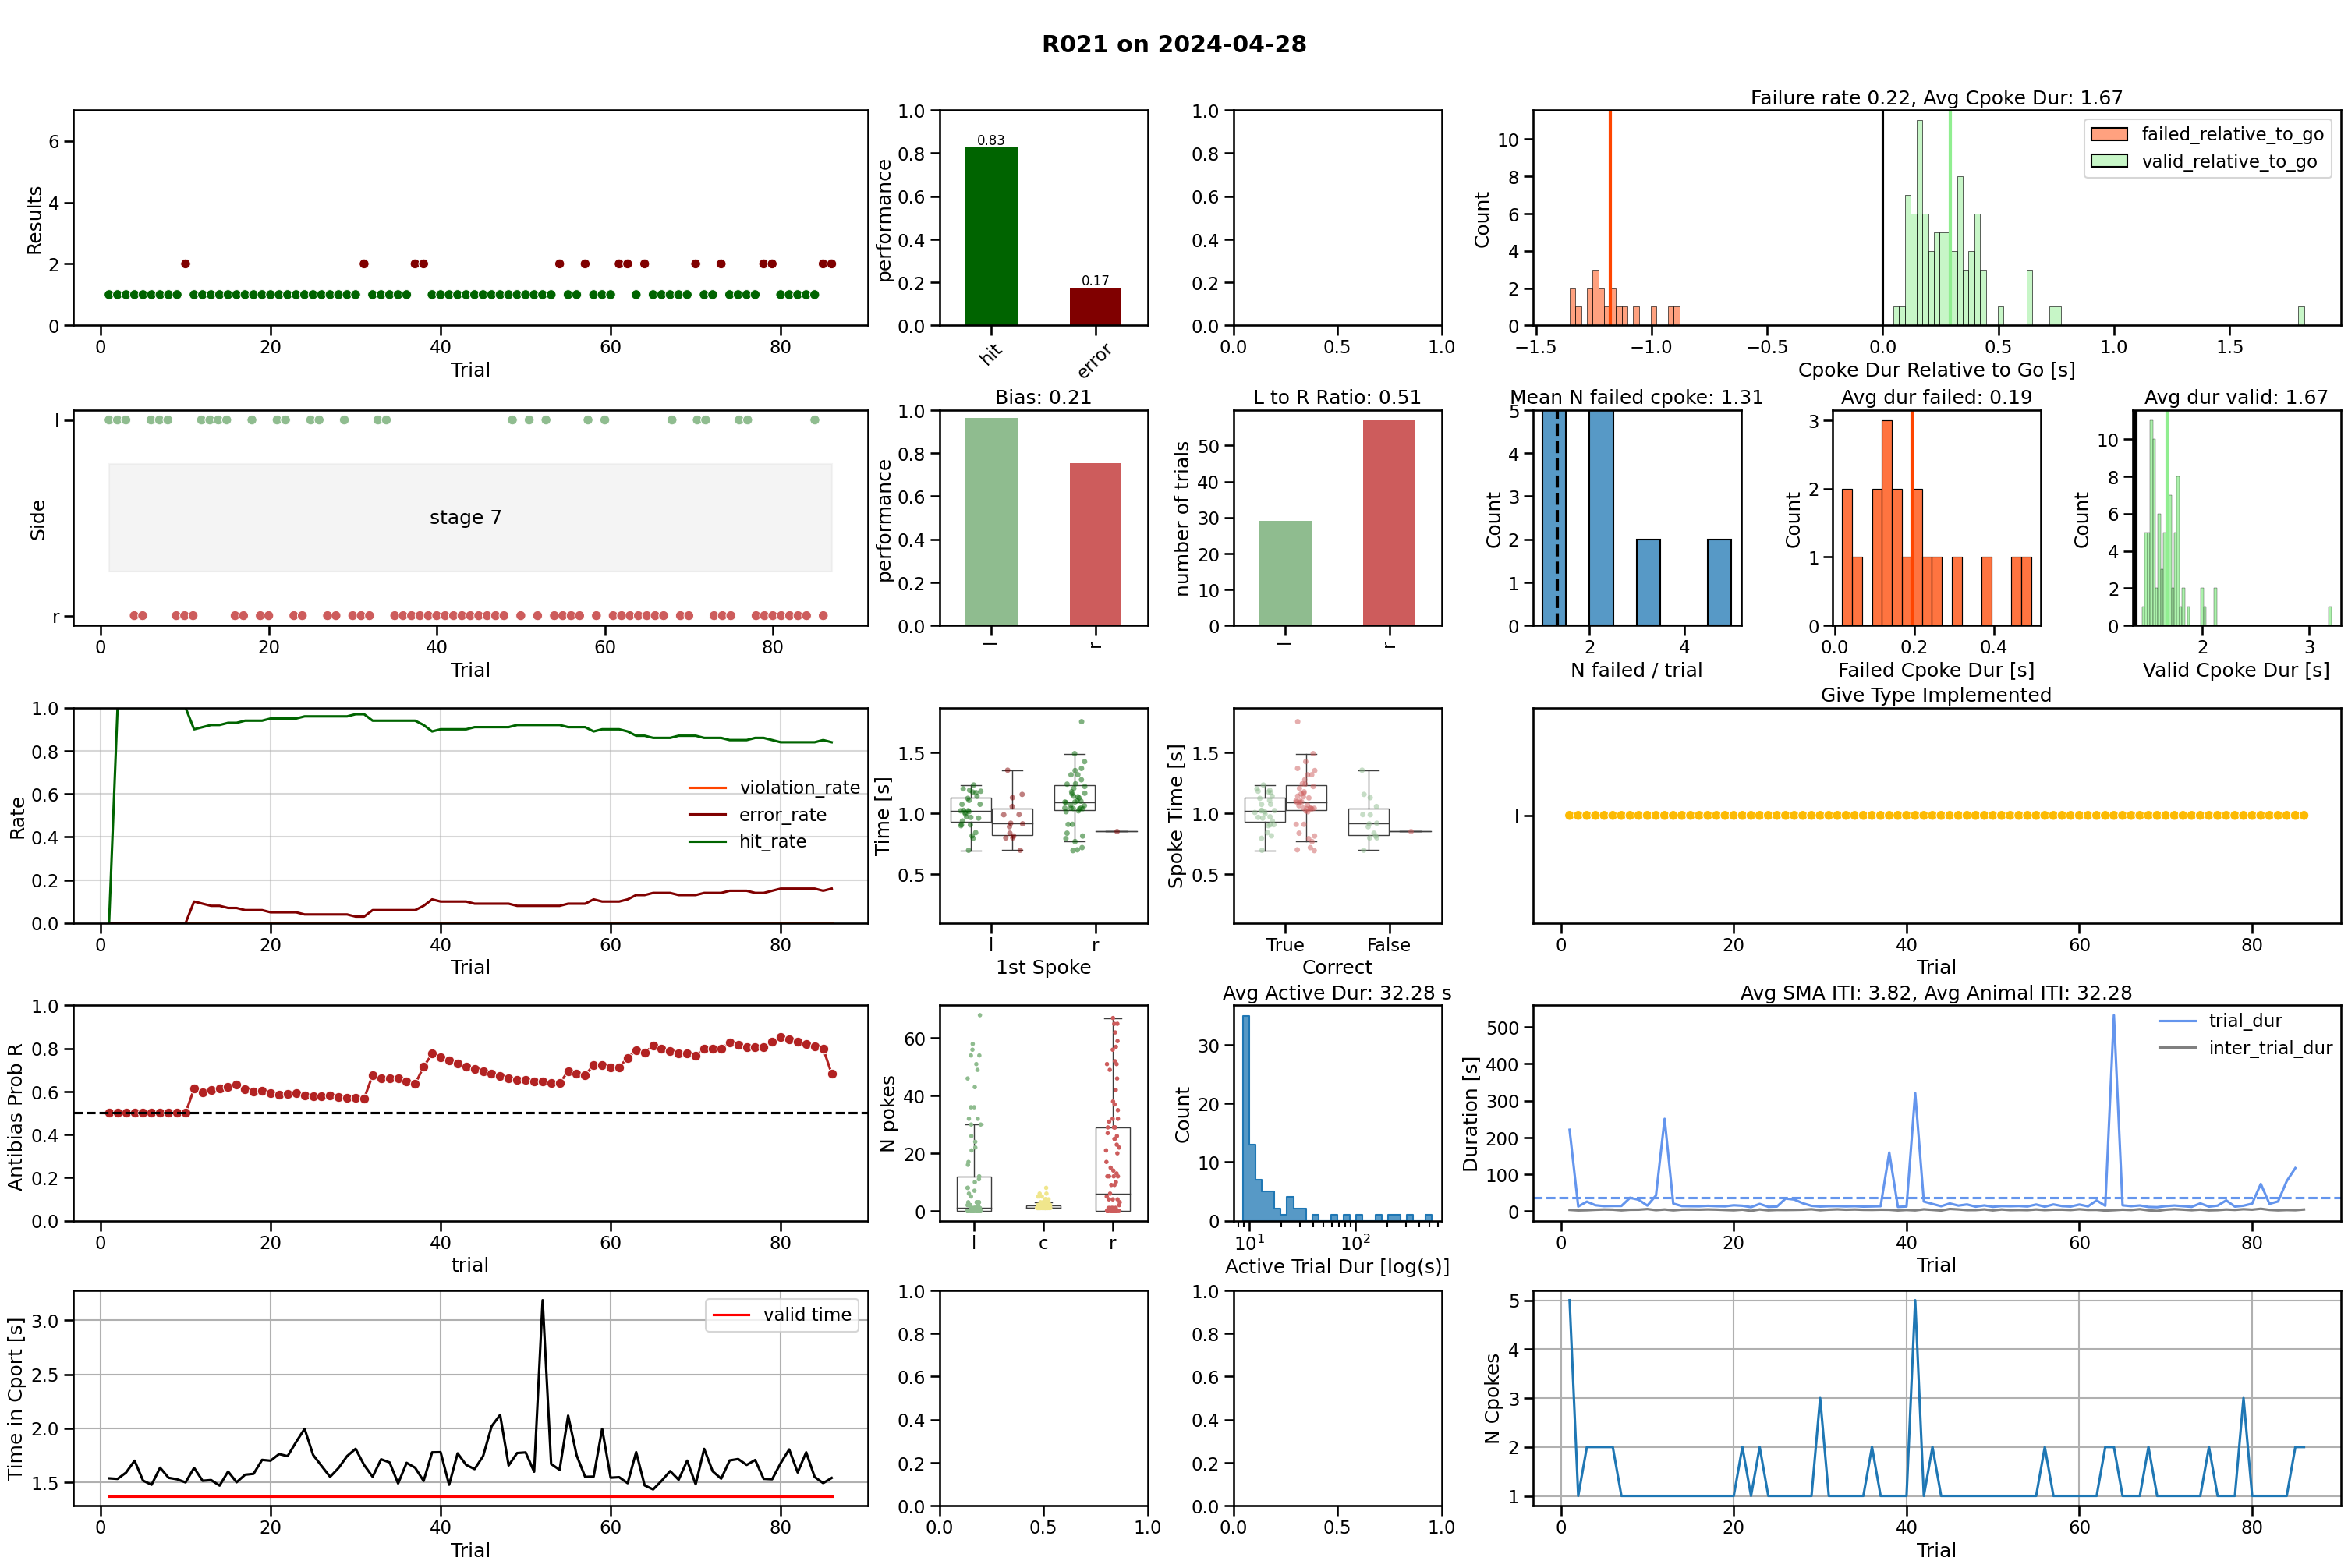 R021 on 2024-04-28
Results
0
2
4
6
0
20
40
60
80
Trial
performance
0.0
0.2
0.4
0.6
0.8
1.0
0.83
0.17
hit
error
0.0
0.2
0.4
0.6
0.8
1.0
0.0
0.5
1.0
Failure rate 0.22, Avg Cpoke Dur: 1.67
Count
0
2
4
6
8
10
failed_relative_to_go
valid_relative_to_go
−1.5
−1.0
−0.5
0.0
0.5
1.0
1.5
Cpoke Dur Relative to Go [s]
Side
l
r
stage 7
0
20
40
60
80
Trial
Bias: 0.21
performance
0.0
0.2
0.4
0.6
0.8
1.0
l
r
L to R Ratio: 0.51
number of trials
0
10
20
30
40
50
l
r
Mean N failed cpoke: 1.31
Count
0
1
2
3
4
5
2
4
N failed / trial
Avg dur failed: 0.19
Count
0
1
2
3
0.0
0.2
0.4
Failed Cpoke Dur [s]
Avg dur valid: 1.67
Count
0
2
4
6
8
10
2
3
Valid Cpoke Dur [s]
Rate
0.0
0.2
0.4
0.6
0.8
1.0
violation_rate
error_rate
hit_rate
0
20
40
60
80
Trial
Time [s]
0.5
1.0
1.5
l
r
1st Spoke
Spoke Time [s]
0.5
1.0
1.5
True
False
Correct
Give Type Implemented
l
0
20
40
60
80
Trial
Antibias Prob R
0.0
0.2
0.4
0.6
0.8
1.0
0
20
40
60
80
trial
N pokes
0
20
40
60
l
c
r
Avg Active Dur: 32.28 s
Count
0
10
20
30
10¹
10²
Active Trial Dur [log(s)]
Avg SMA ITI: 3.82, Avg Animal ITI: 32.28
Duration [s]
0
100
200
300
400
500
trial_dur
inter_trial_dur
0
20
40
60
80
Trial
Time in Cport [s]
1.5
2.0
2.5
3.0
valid time
0
20
40
60
80
Trial
0.0
0.2
0.4
0.6
0.8
1.0
0.0
0.5
1.0
0.0
0.2
0.4
0.6
0.8
1.0
0.0
0.5
1.0
N Cpokes
1
2
3
4
5
0
20
40
60
80
Trial